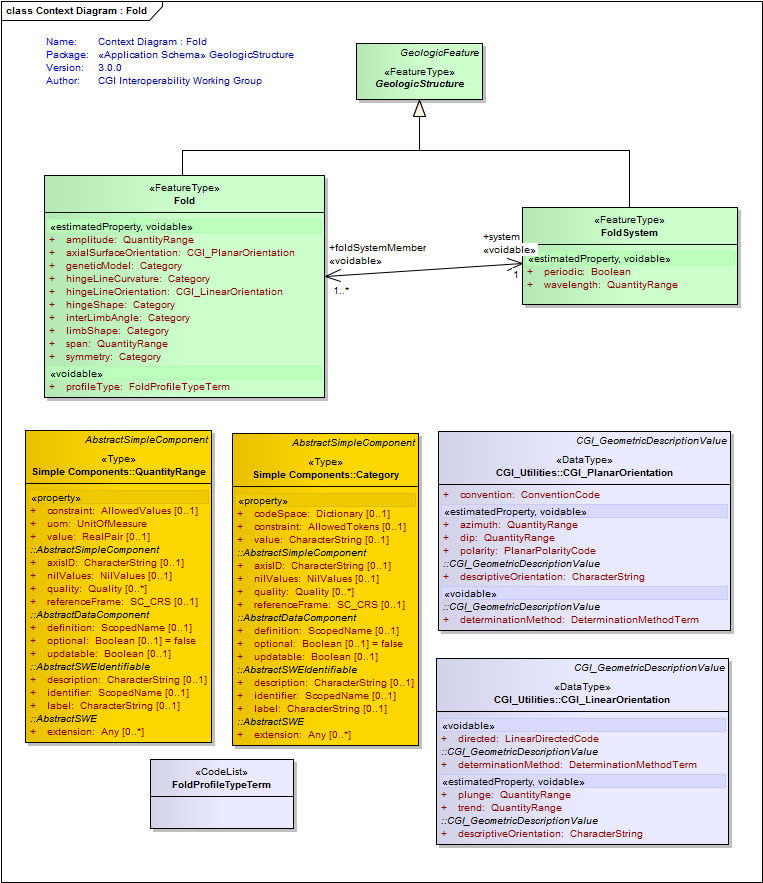 class Context Diagram : Fold
Name: Context Diagram : Fold
Package: «Application Schema» GeologicStructure
Version: 3.0.0
Author: CGI Interoperability Working Group
GeologicFeature
«FeatureType»
GeologicStructure
«FeatureType»
Fold
«estimatedProperty, voidable»
+ amplitude: QuantityRange
+ axialSurfaceOrientation: CGI_PlanarOrientation
+ geneticModel: Category
+ hingeLineCurvature: Category
+ hingeLineOrientation: CGI_LinearOrientation
+ hingeShape: Category
+ interLimbAngle: Category
+ limbShape: Category
+ span: QuantityRange
+ symmetry: Category
«voidable»
+ profileType: FoldProfileTypeTerm
+foldSystemMember
«voidable»
1..*
+system
«voidable»
1
«FeatureType»
FoldSystem
«estimatedProperty, voidable»
+ periodic: Boolean
+ wavelength: QuantityRange
AbstractSimpleComponent
«Type»
Simple Components::QuantityRange
«property»
+ constraint: AllowedValues [0..1]
+ uom: UnitOfMeasure
+ value: RealPair [0..1]
::AbstractSimpleComponent
+ axisID: CharacterString [0..1]
+ nilValues: NilValues [0..1]
+ quality: Quality [0..*]
+ referenceFrame: SC_CRS [0..1]
::AbstractDataComponent
+ definition: ScopedName [0..1]
+ optional: Boolean [0..1] = false
+ updatable: Boolean [0..1]
::AbstractSWEIdentifiable
+ description: CharacterString [0..1]
+ identifier: ScopedName [0..1]
+ label: CharacterString [0..1]
::AbstractSWE
+ extension: Any [0..*]
AbstractSimpleComponent
«Type»
Simple Components::Category
«property»
+ codeSpace: Dictionary [0..1]
+ constraint: AllowedTokens [0..1]
+ value: CharacterString [0..1]
::AbstractSimpleComponent
+ axisID: CharacterString [0..1]
+ nilValues: NilValues [0..1]
+ quality: Quality [0..*]
+ referenceFrame: SC_CRS [0..1]
::AbstractDataComponent
+ definition: ScopedName [0..1]
+ optional: Boolean [0..1] = false
+ updatable: Boolean [0..1]
::AbstractSWEIdentifiable
+ description: CharacterString [0..1]
+ identifier: ScopedName [0..1]
+ label: CharacterString [0..1]
::AbstractSWE
+ extension: Any [0..*]
CGI_GeometricDescriptionValue
«DataType»
CGI_Utilities::CGI_PlanarOrientation
+ convention: ConventionCode
«estimatedProperty, voidable»
+ azimuth: QuantityRange
+ dip: QuantityRange
+ polarity: PlanarPolarityCode
::CGI_GeometricDescriptionValue
+ descriptiveOrientation: CharacterString
«voidable»
::CGI_GeometricDescriptionValue
+ determinationMethod: DeterminationMethodTerm
CGI_GeometricDescriptionValue
«DataType»
CGI_Utilities::CGI_LinearOrientation
«voidable»
+ directed: LinearDirectedCode
::CGI_GeometricDescriptionValue
+ determinationMethod: DeterminationMethodTerm
«estimatedProperty, voidable»
+ plunge: QuantityRange
+ trend: QuantityRange
::CGI_GeometricDescriptionValue
+ descriptiveOrientation: CharacterString
«CodeList»
FoldProfileTypeTerm